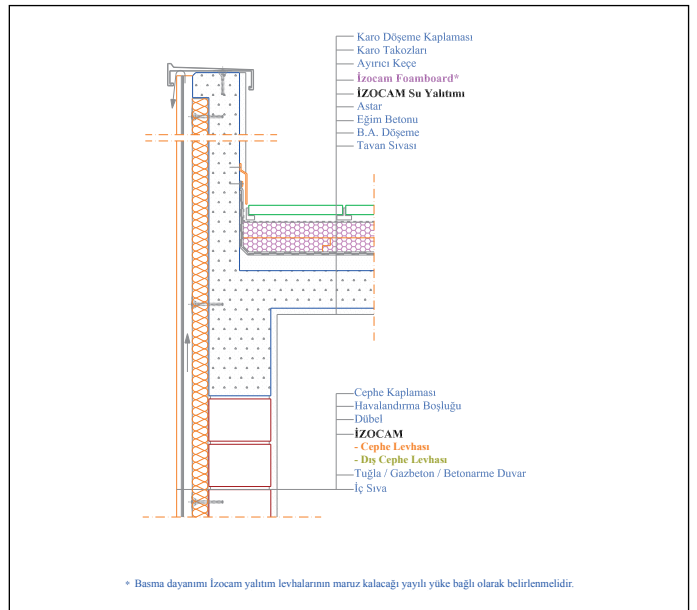 Karo Döşeme Kaplaması
Karo Takozları
Ayırıcı Keçe
İzocam Foamboard*
İZOCAM Su Yalıtımı
Astar
Eğim Betonu
B.A. Döşeme
Tavan Sıvası
Cephe Kaplaması
Havalandırma Boşluğu
Dübel
İZOCAM
- Cephe Levhası
- Dış Cephe Levhası
Tuğla / Gazbeton / Betonarme Duvar
İç Sıva
* Basma dayanımı İzocam yalıtım levhalarının maruz kalacağı yayılı yüke bağlı olarak belirlenmelidir.